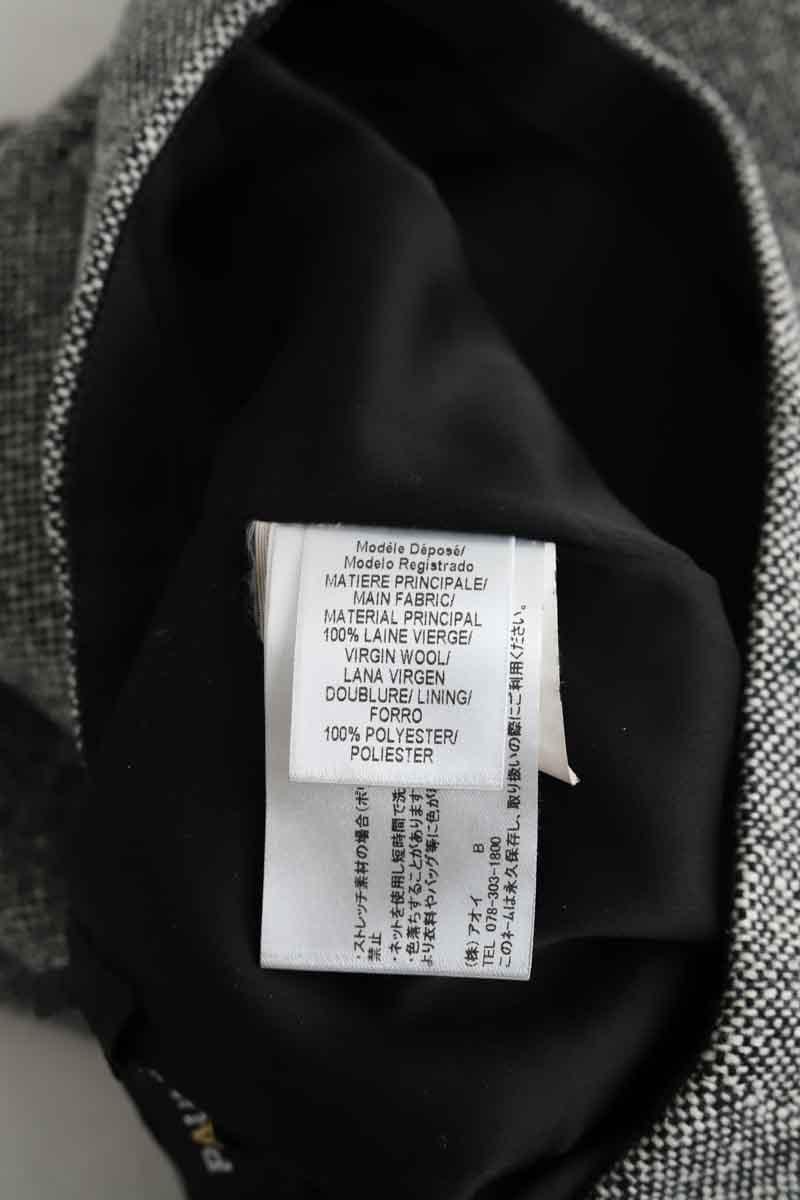 Modèle Déposé/
Modelo Registrado
MATIERE PRINCIPALE/
MAIN FABRIC/
MATERIAL PRINCIPAL
100% LAINE VIERGE/
VIRGIN WOOL/
LANA VIRGEN
DOUBLURE/ LINING/
FORRO
100% POLYESTER/
POLIESTER
・ストレッチ素材の場合(ポリ
禁止
・ネットを使用し短時間で洗
・色落ちすることがあります
より衣料やバッグ等に色が
(株)アオイ B
TEL 078-303-1800
このネームは永久保存し、取り扱いの際にご利用ください。